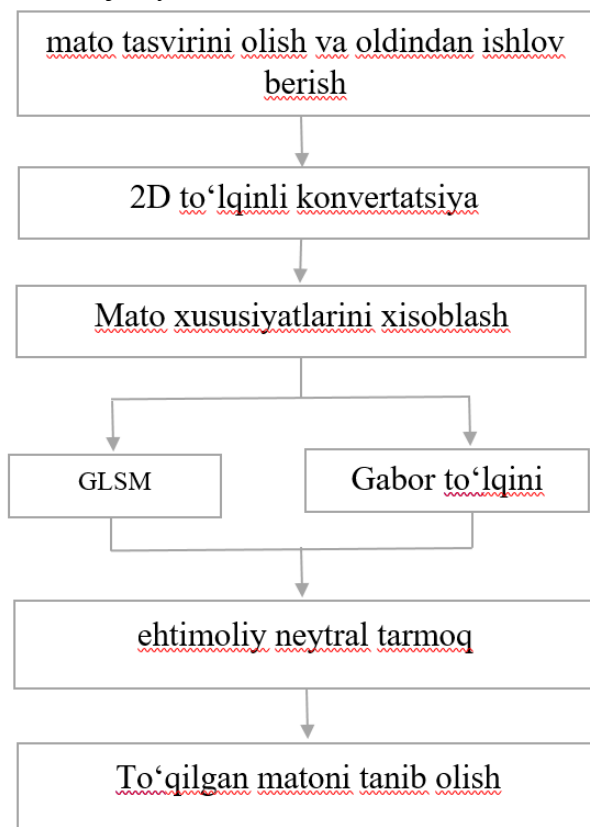 mato tasvirini olish va oldindan ishlov
berish
2D to‘lqinli konvertatsiya
Mato xususiyatlarini xisoblash
GLSM
Gabor to‘lqini
ehtimoliy neytral tarmoq
To‘qilgan matoni tanib olish